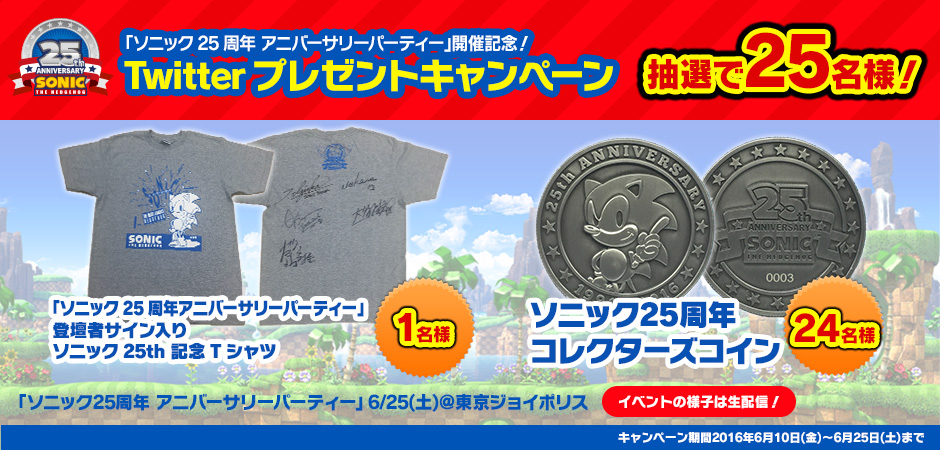 25th
ANNIVERSARY
SONIC
THE HEDGEHOG
「ソニック 25 周年 アニバーサリーパーティー」開催記念！
Twitter プレゼントキャンペーン
抽選で25名様！
SONIC
THE HEDGEHOG
25th ANNIVERSARY
25th
ANNIVERSARY
SONIC
THE HEDGEHOG
0003
「ソニック 25 周年アニバーサリーパーティー」
登壇者サイン入り
ソニック 25th 記念 T シャツ
1名様
ソニック25周年
コレクターズコイン
24名様
「ソニック25周年 アニバーサリーパーティー」 6/25(土)@東京ジョイポリス
イベントの様子は生配信！
キャンペーン期間2016年6月10日(金)～6月25日(土)まで